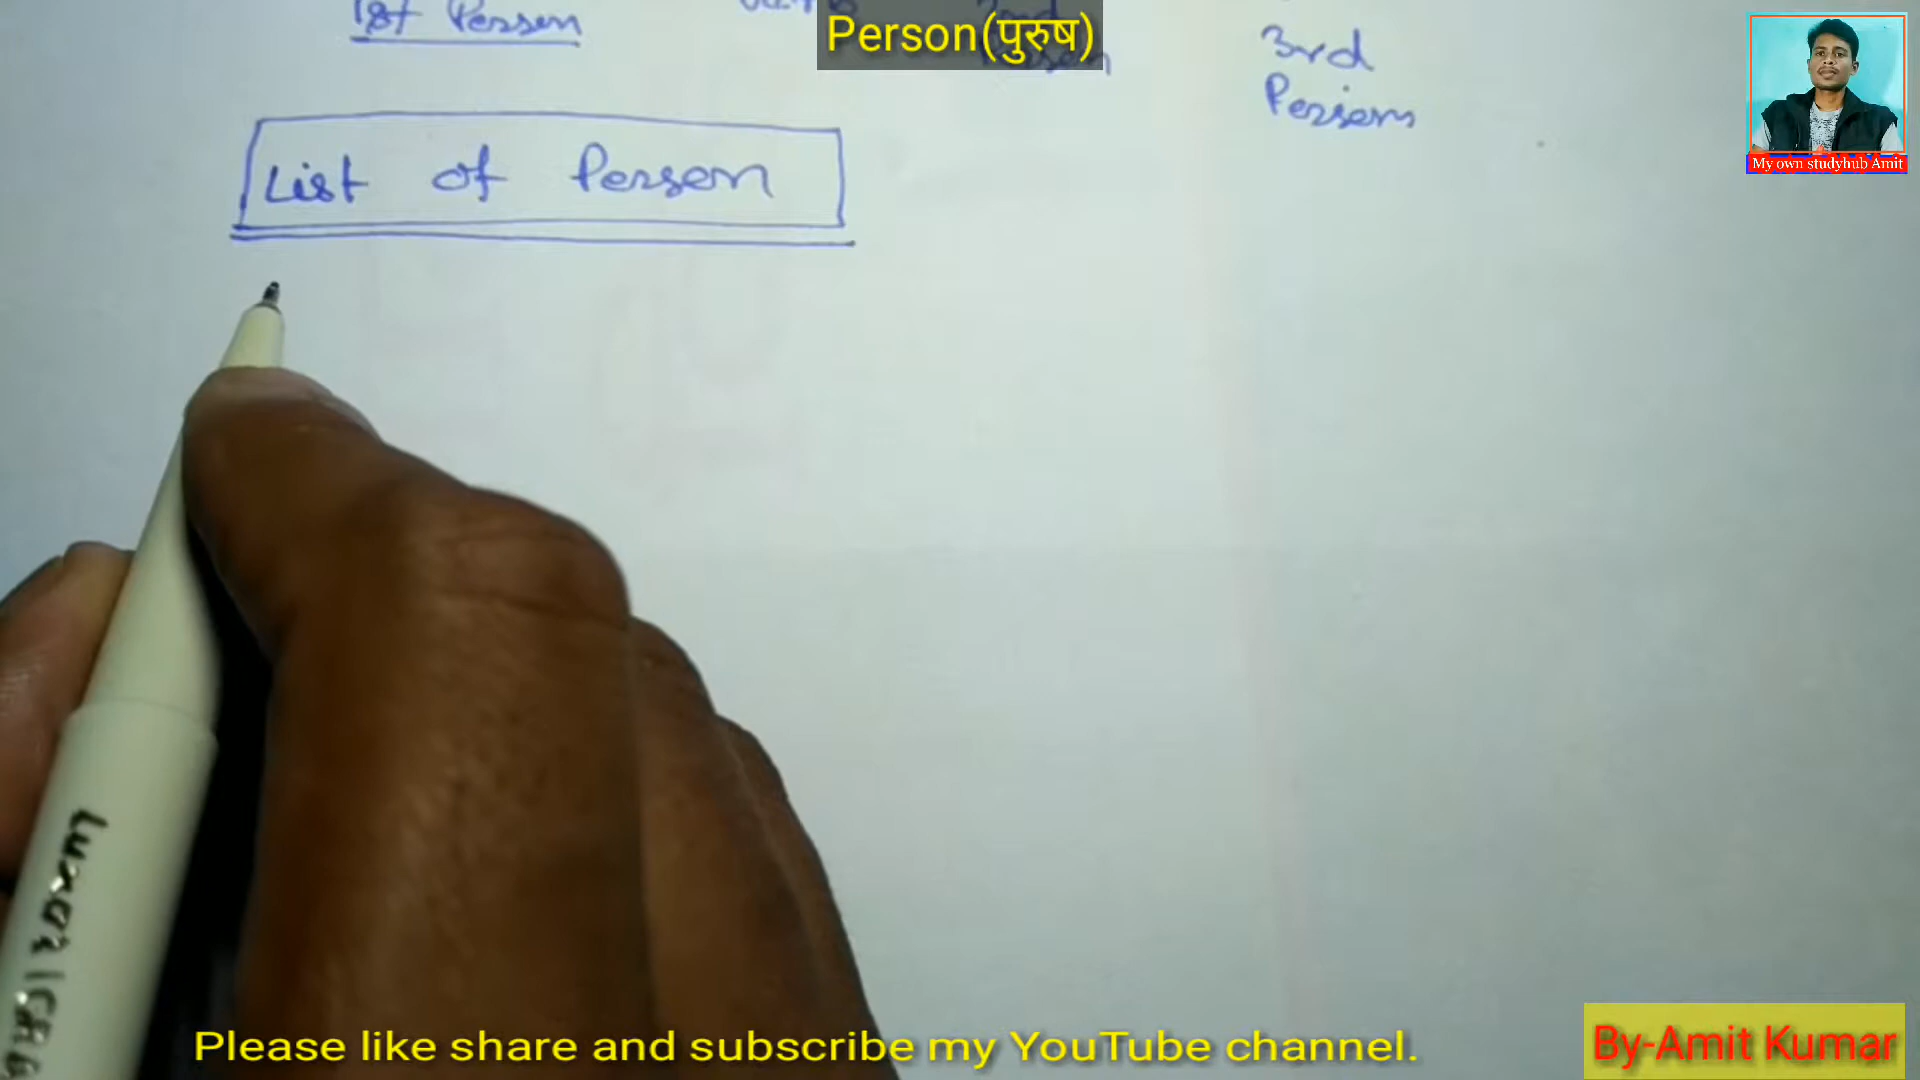 1st Person
Person(पुरुष)
3rd
Person
List of Person
My own studyhub Amit
Luxor
Please like share and subscribe my YouTube channel.
By-Amit Kumar